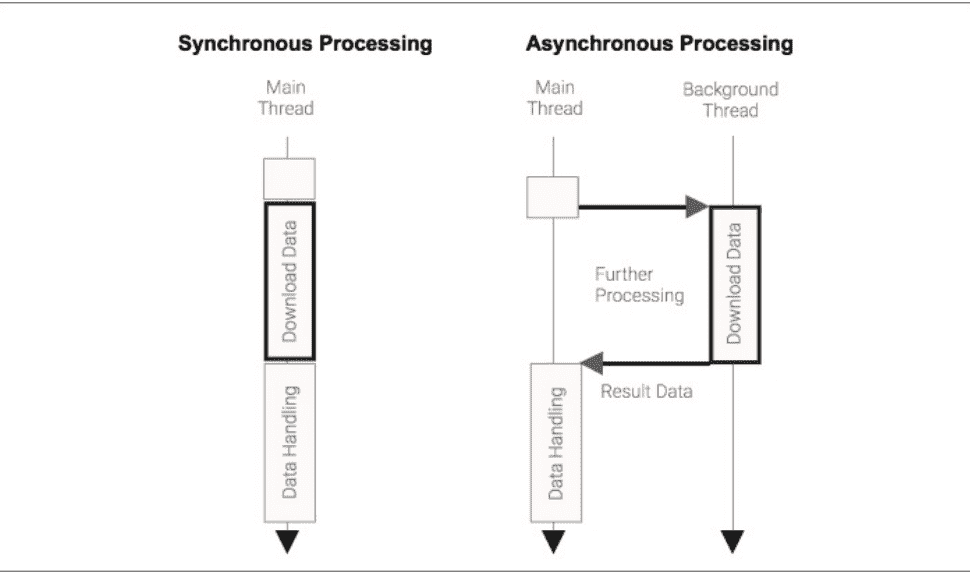 Synchronous Processing
Main
Thread
Download Data
Data Handling
Asynchronous Processing
Main
Thread
Background
Thread
Further
Processing
Download Data
Result Data
Data Handling